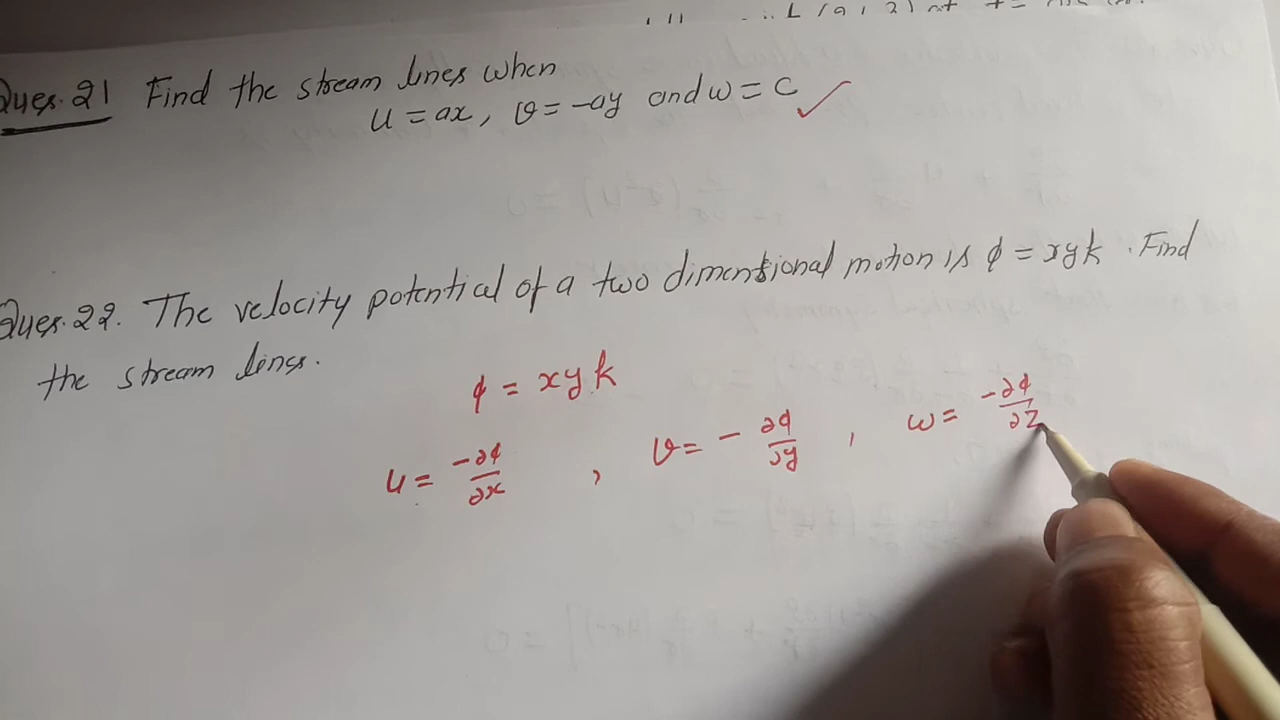 Ques. 21 Find the stream lines when
u = ax, v = -ay and w = c ✓
Ques. 22. The velocity potential of a two dimensional motion is φ = xyk. Find
the stream lines.
φ = xyk
u = -∂φ/∂x , v = - ∂φ/∂y , w = -∂φ/∂z